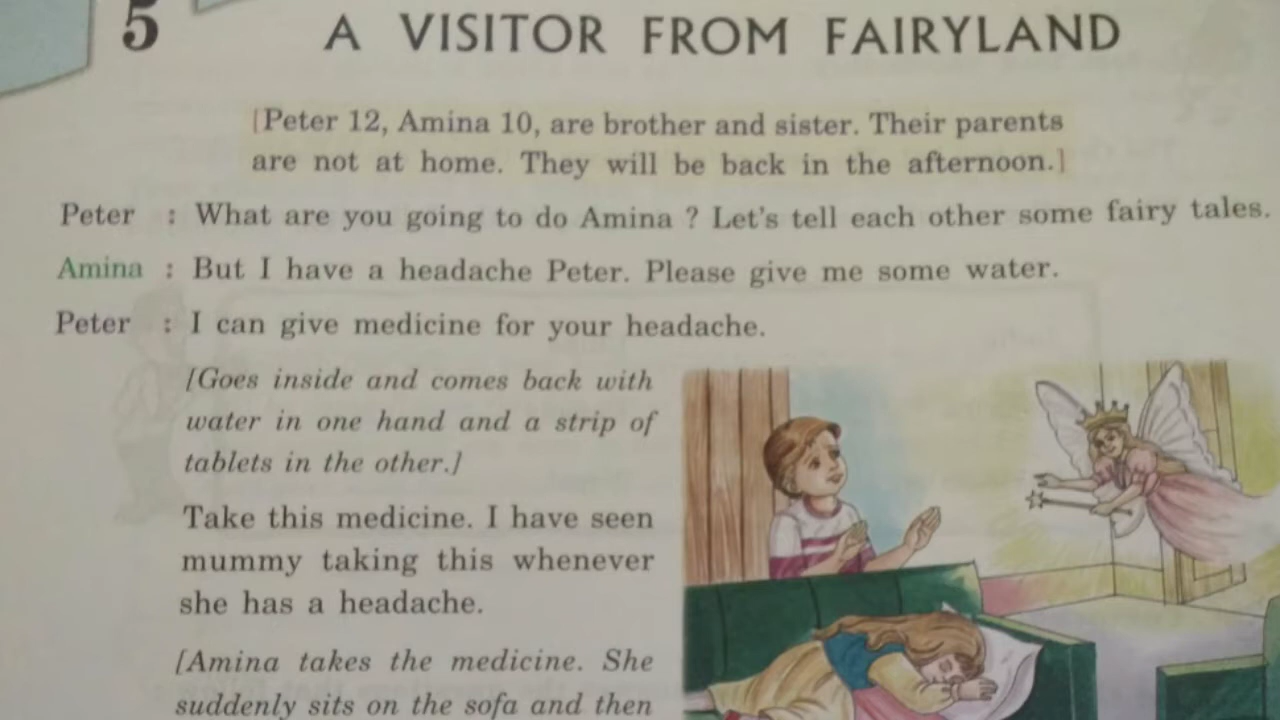 5 A VISITOR FROM FAIRYLAND
[Peter 12, Amina 10, are brother and sister. Their parents
are not at home. They will be back in the afternoon.]
Peter : What are you going to do Amina ? Let's tell each other some fairy tales.
Amina : But I have a headache Peter. Please give me some water.
Peter : I can give medicine for your headache.
[Goes inside and comes back with
water in one hand and a strip of
tablets in the other.]
Take this medicine. I have seen
mummy taking this whenever
she has a headache.
[Amina takes the medicine. She
suddenly sits on the sofa and then